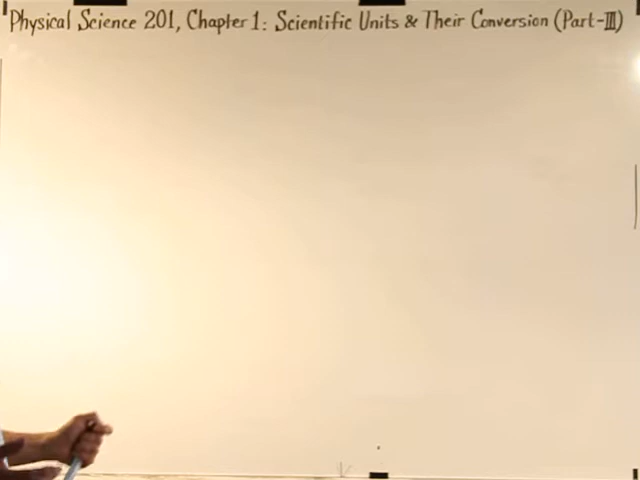 Physical Science 201, Chapter 1: Scientific Units & Their Conversion (Part-III)